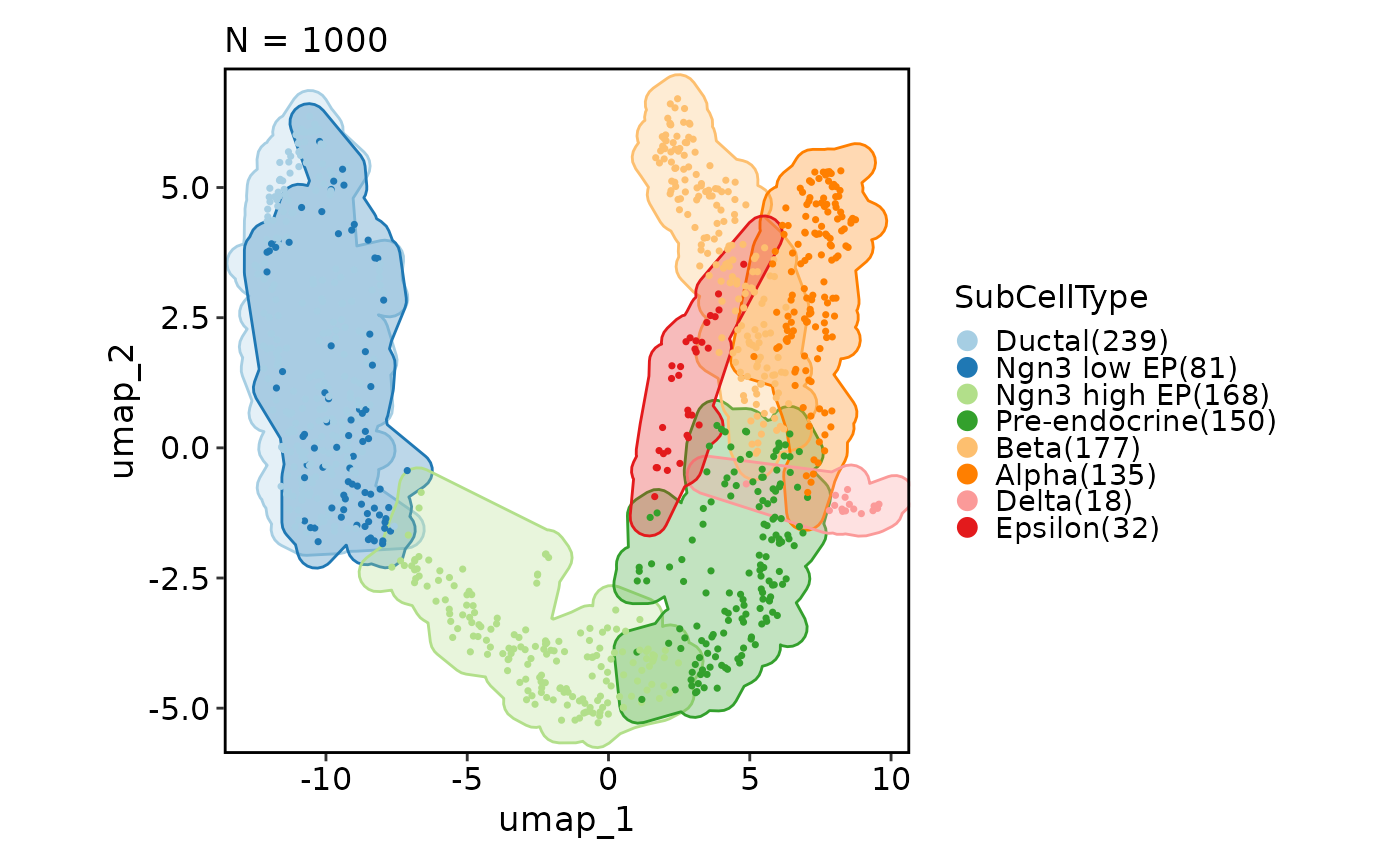 N = 1000
5.0
2.5
0.0
-2.5
-5.0
umap_2
-10
-5
0
5
10
umap_1
SubCellType
Ductal(239)
Ngn3 low EP(81)
Ngn3 high EP(168)
Pre-endocrine(150)
Beta(177)
Alpha(135)
Delta(18)
Epsilon(32)